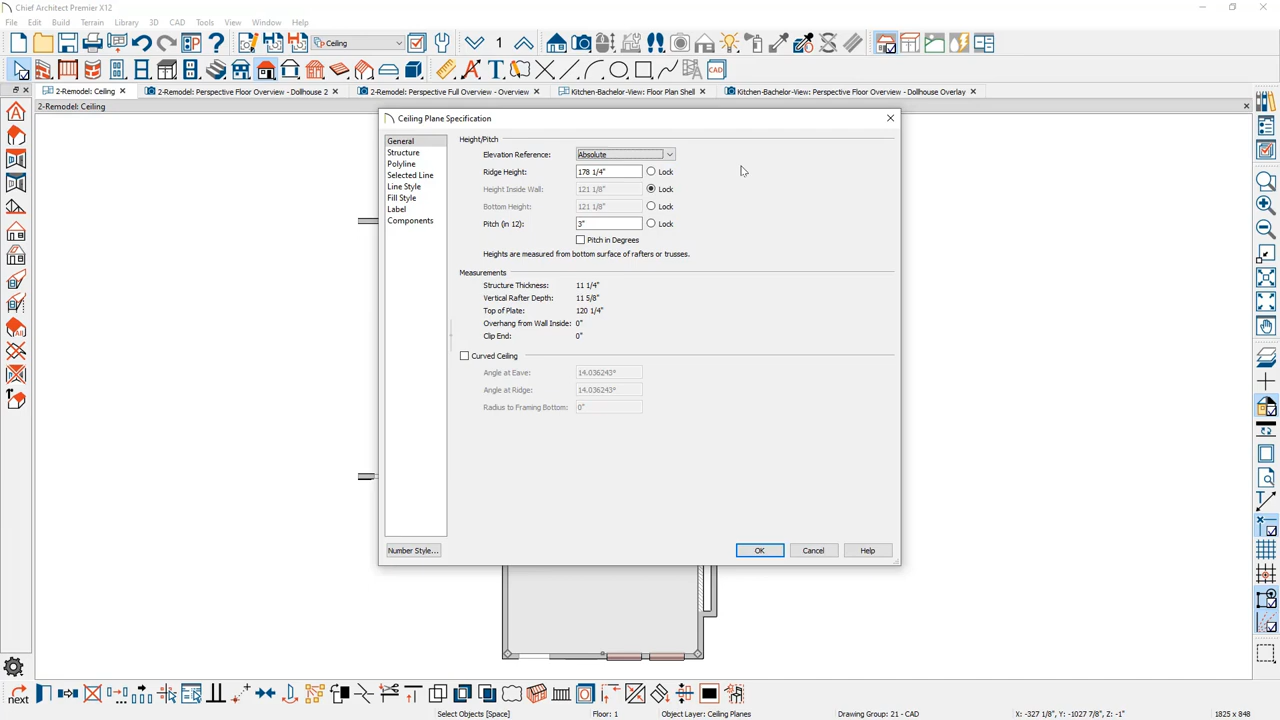 Chief Architect Premier X12
File Edit Build Terrain Library 3D CAD Tools View Window Help
Ceiling 1
CAD
2-Remodel: Ceiling 2-Remodel: Perspective Floor Overview - Dollhouse 2 2-Remodel: Perspective Full Overview - Overview Kitchen-Bachelor-View: Floor Plan Shell Kitchen-Bachelor-View: Perspective Floor Overview - Dollhouse Overlay
2-Remodel: Ceiling
Ceiling Plane Specification
General
Structure
Polyline
Selected Line
Line Style
Fill Style
Label
Components
Height/Pitch
Elevation Reference: Absolute
Ridge Height: 178 1/4" Lock
Height Inside Wall: 121 1/8" Lock
Bottom Height: 121 1/8" Lock
Pitch (in 12): 3" Lock
Pitch in Degrees
Heights are measured from bottom surface of rafters or trusses.
Measurements
Structure Thickness: 11 1/4"
Vertical Rafter Depth: 11 5/8"
Top of Plate: 120 1/4"
Overhang from Wall Inside: 0"
Clip End: 0"
Curved Ceiling
Angle at Eave: 14.036243°
Angle at Ridge: 14.036243°
Radius to Framing Bottom: 0"
Number Style... OK Cancel Help
next
Select Objects [Space] Floor: 1 Object Layer: Ceiling Planes Drawing Group: 21 - CAD X: -327 1/8", Y: -1027 7/8", Z: -1" 1825 x 848